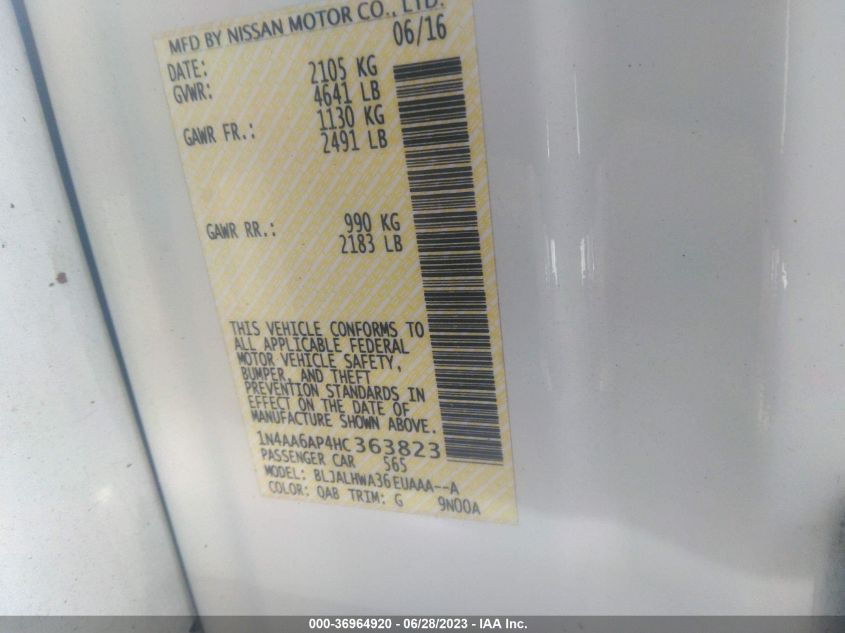 MFD BY NISSAN MOTOR CO., LTD.
DATE: 06/16
GVWR: 2105 KG
4641 LB
GAWR FR.: 1130 KG
2491 LB
GAWR RR.: 990 KG
2183 LB
THIS VEHICLE CONFORMS TO
ALL APPLICABLE FEDERAL
MOTOR VEHICLE SAFETY,
BUMPER, AND THEFT
PREVENTION STANDARDS IN
EFFECT ON THE DATE OF
MANUFACTURE SHOWN ABOVE.
1N4AA6AP4HC363823
PASSENGER CAR 565
MODEL: BLJALHWA36EUAAA--A
COLOR: QAB TRIM: G 9N00A
000-36964920 - 06/28/2023 - IAA Inc.